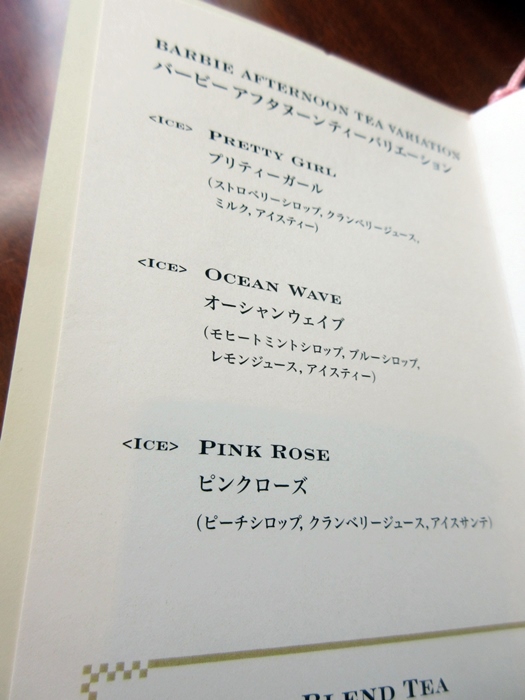 BARBIE AFTERNOON TEA VARIATION
バービーアフタヌーンティーバリエーション
<ICE> PRETTY GIRL
プリティーガール
(ストロベリーシロップ, クランベリージュース,
ミルク, アイスティー)
<ICE> OCEAN WAVE
オーシャンウェイブ
(モヒートミントシロップ, ブルーシロップ,
レモンジュース, アイスティー)
<ICE> PINK ROSE
ピンクローズ
(ピーチシロップ, クランベリージュース, アイスサンテ)
BLEND TEA